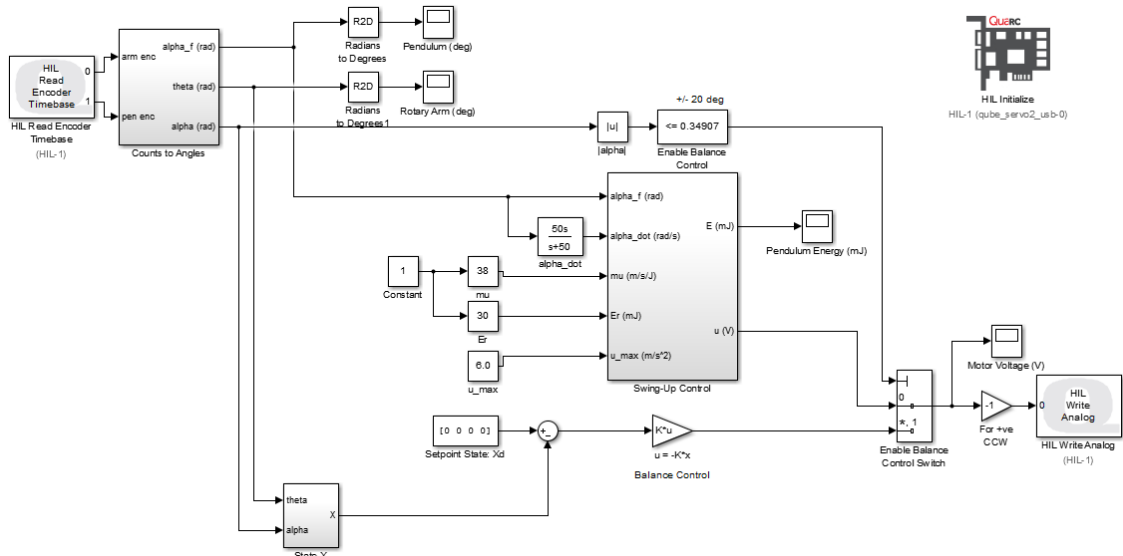 QuaRC
HIL Initialize
HIL-1 (qube_servo2_usb-0)
HIL
Read
Encoder
Timebase
0
1
HIL Read Encoder
Timebase
(HIL-1)
arm enc
pen enc
alpha_f (rad)
theta (rad)
alpha (rad)
Counts to Angles
R2D
Radians
to Degrees
Pendulum (deg)
R2D
Radians
to Degrees1
Rotary Arm (deg)
|u|
|alpha|
+/- 20 deg
<= 0.34907
Enable Balance
Control
alpha_f (rad)
alpha_dot (rad/s)
mu (m/s/J)
Er (mJ)
u_max (m/s^2)
E (mJ)
u (V)
Swing-Up Control
50s
s+50
alpha_dot
1
Constant
38
mu
30
Er
6.0
u_max
Pendulum Energy (mJ)
Motor Voltage (V)
0
*, 1
Enable Balance
Control Switch
-1
For +ve
CCW
0
HIL
Write
Analog
HIL Write Analog
(HIL-1)
[0 0 0 0]
Setpoint State: Xd
+
-
K*u
u = -K*x
Balance Control
theta
alpha
X
State X